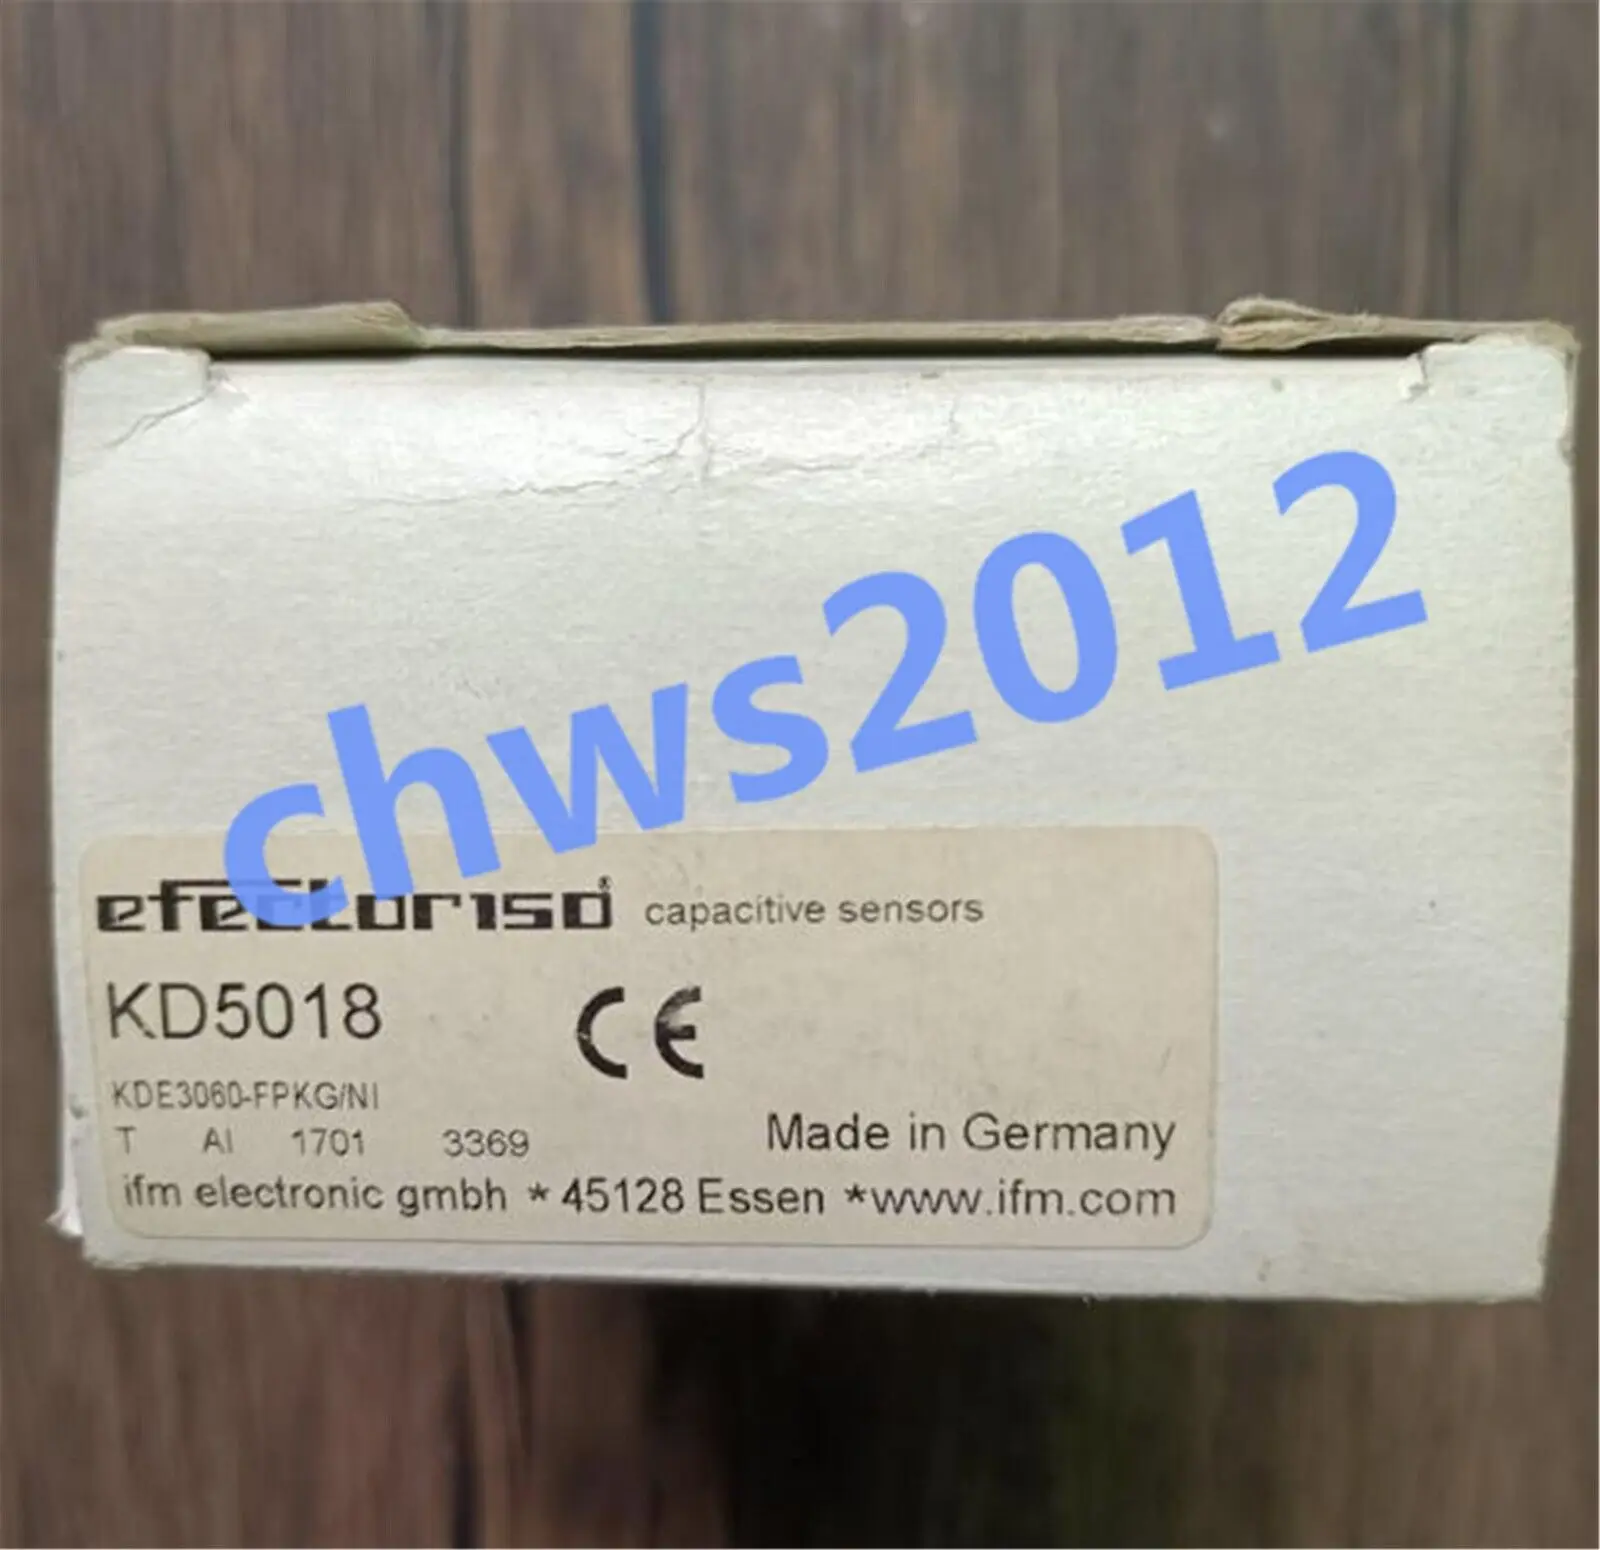 chws2012
efector150® capacitive sensors
KD5018 CE
KDE3060-FPKG/NI
T AI 1701 3369 Made in Germany
ifm electronic gmbh * 45128 Essen *www.ifm.com